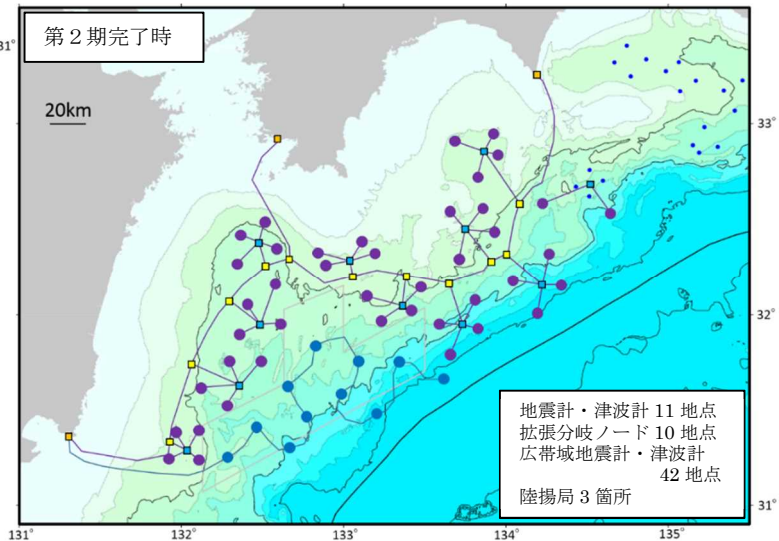 第２期完了時
31°
20km
33°
32°
地震計・津波計 11 地点
拡張分岐ノード 10 地点
広帯域地震計・津波計
42 地点
陸揚局 3 箇所
31°
131°
132°
133°
134°
135°